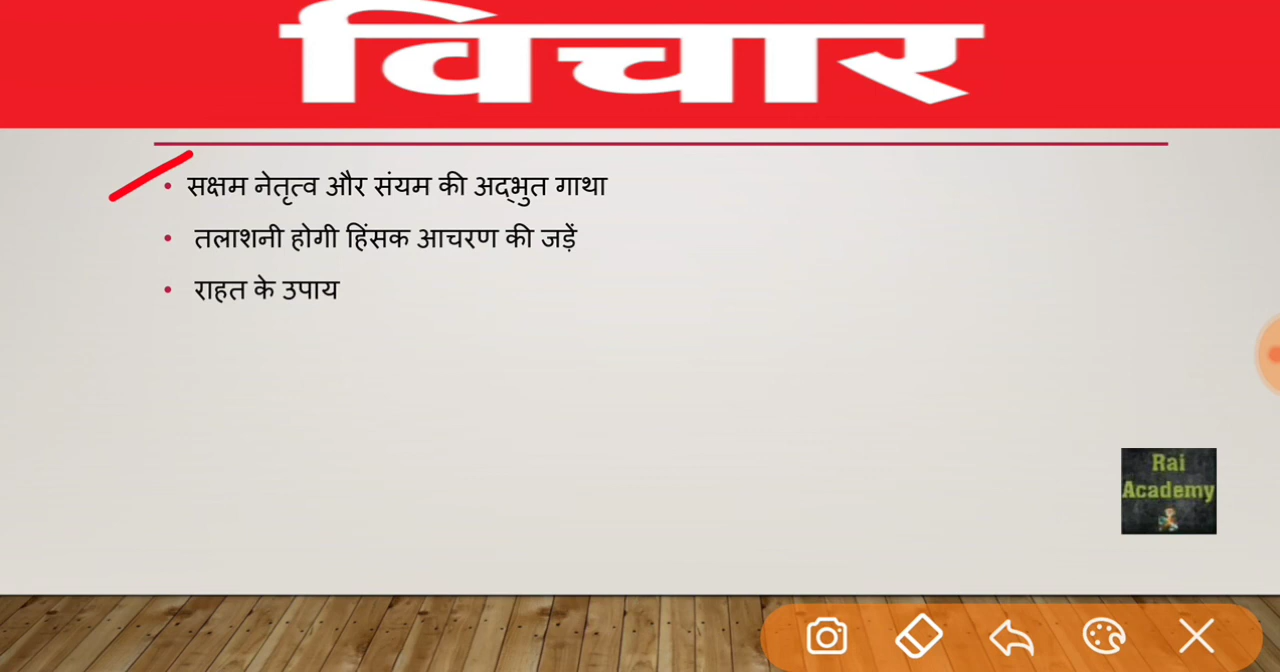 विचार
• सक्षम नेतृत्व और संयम की अद्भुत गाथा
• तलाशनी होगी हिंसक आचरण की जड़ें
• राहत के उपाय
Rai
Academy